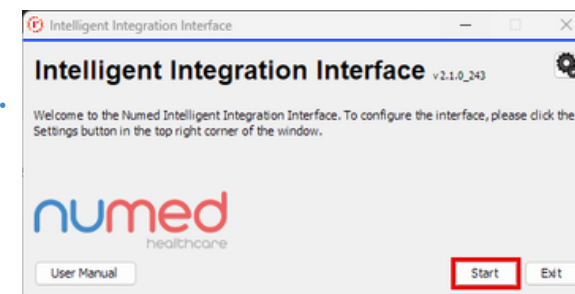 Intelligent Integration Interface
Intelligent Integration Interface v2.1.0_243
Welcome to the Numed Intelligent Integration Interface. To configure the interface, please click the
Settings button in the top right corner of the window.
numed
healthcare
User Manual
Start
Exit